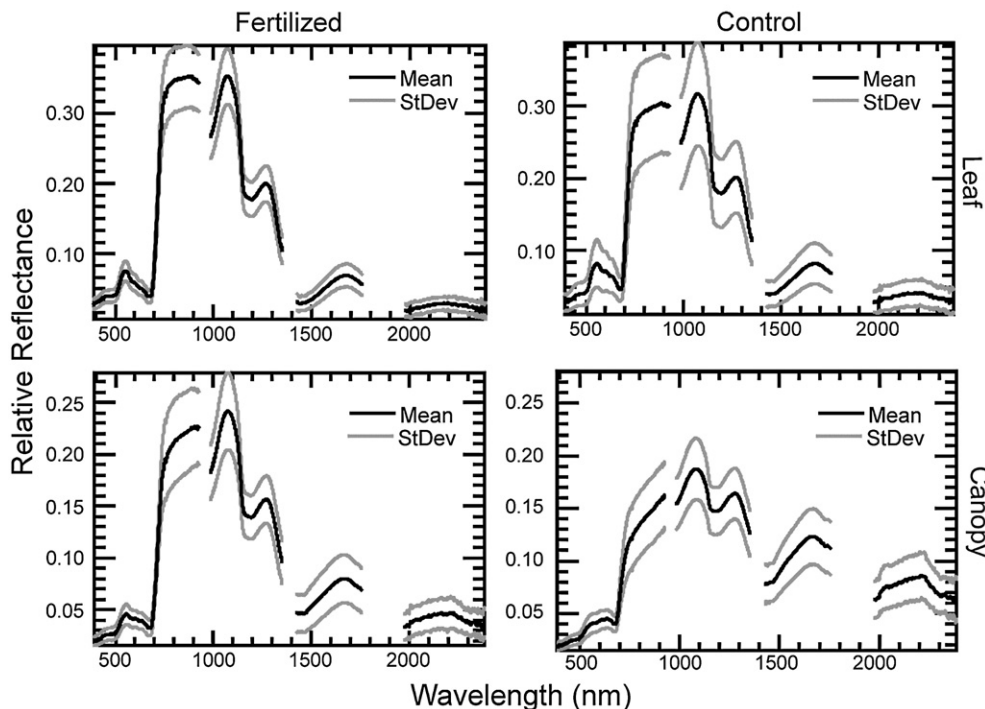 Fertilized Control
Mean
StDev
Mean
StDev
0.30
0.20
0.10
0.30
0.20
0.10
500 1000 1500 2000
500 1000 1500 2000
Leaf
Relative Reflectance
Mean
StDev
Mean
StDev
0.25
0.20
0.15
0.10
0.05
0.25
0.20
0.15
0.10
0.05
500 1000 1500 2000
500 1000 1500 2000
Canopy
Wavelength (nm)